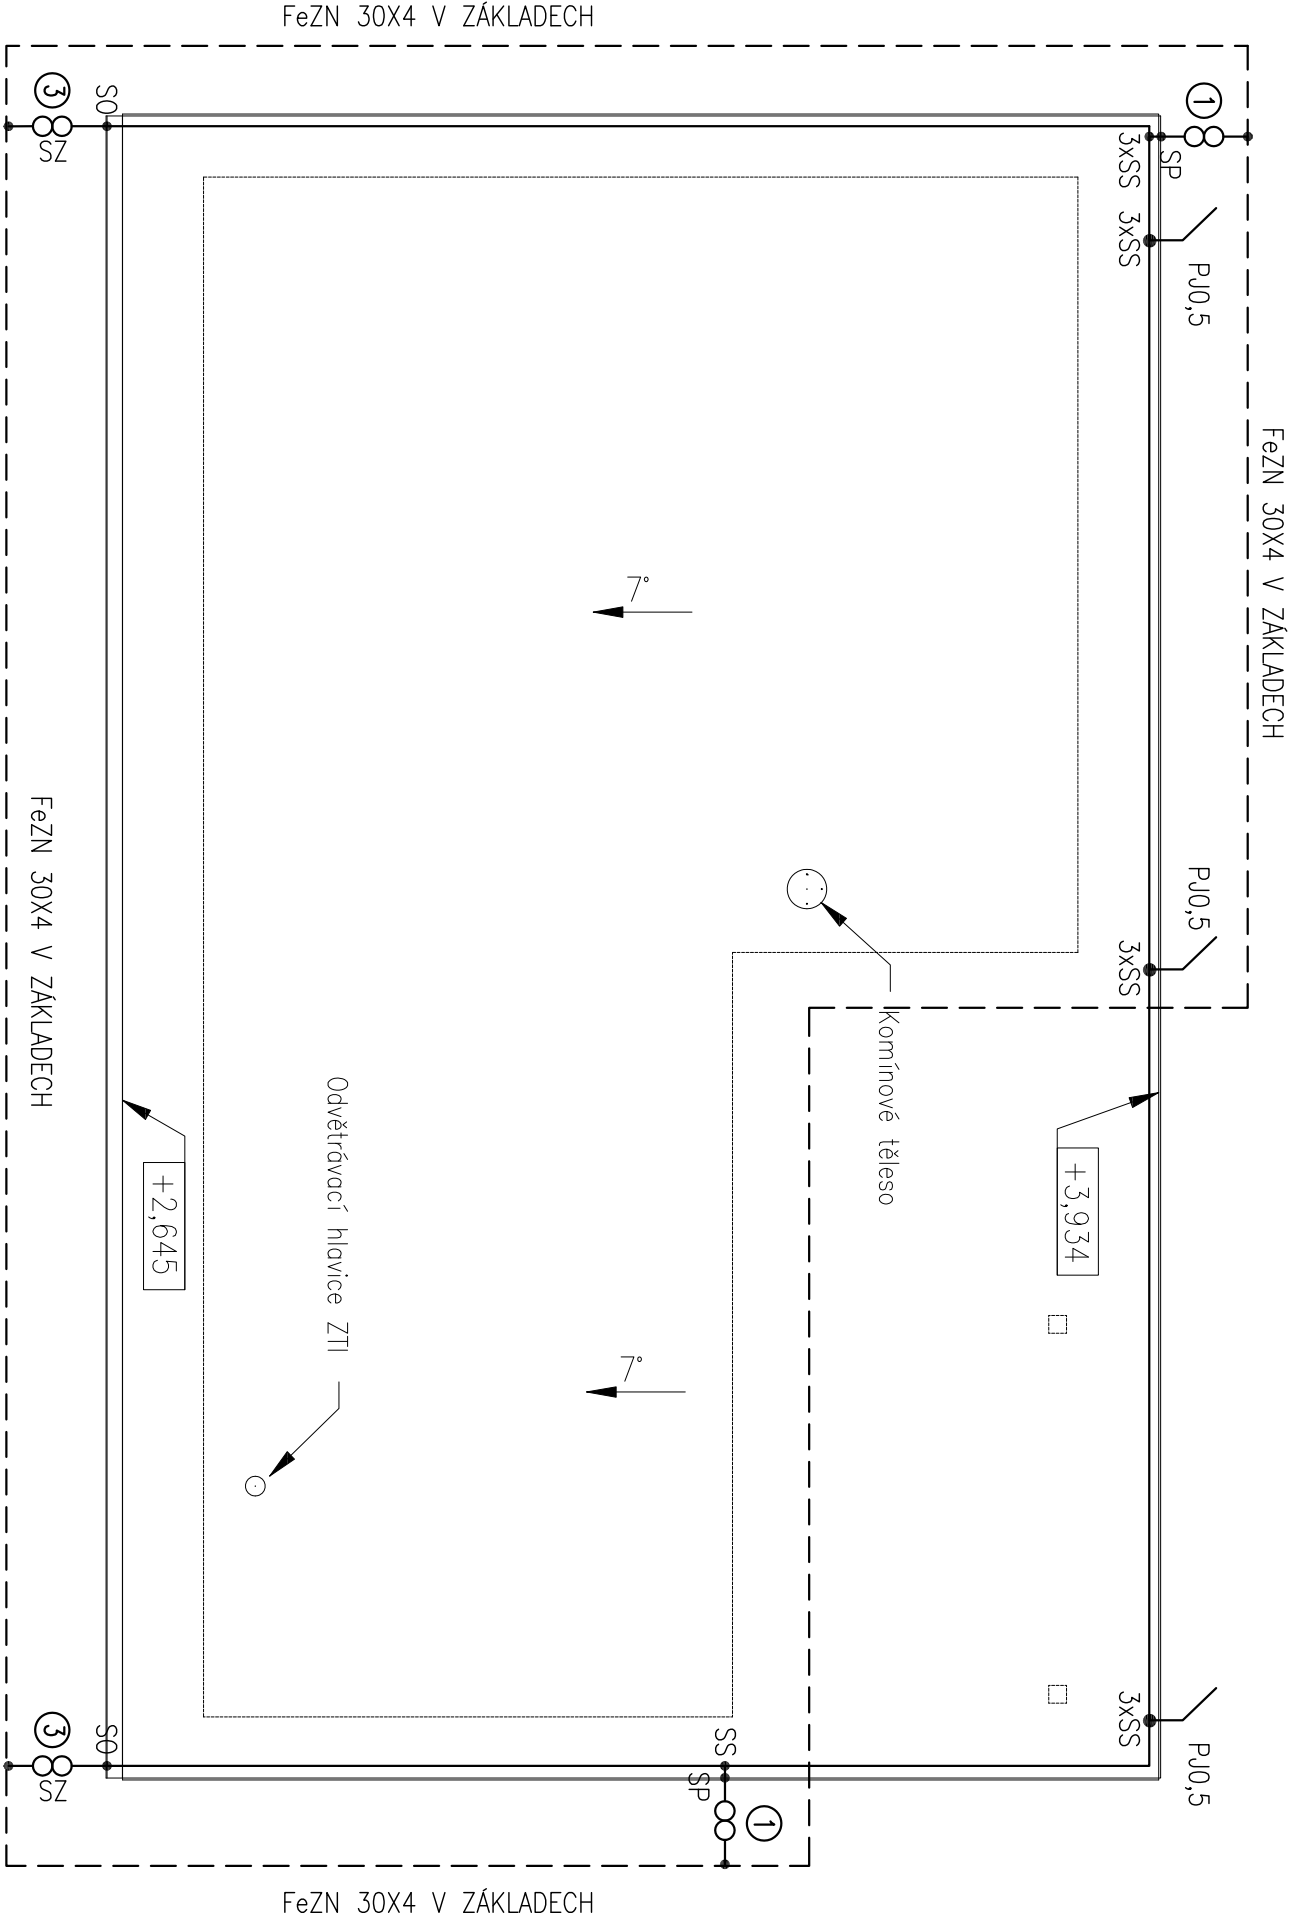 FeZN 30X4 V ZÁKLADECH
3
SO
SZ
1
SP
3xSS
3xSS
PJ0,5
FeZN 30X4 V ZÁKLADECH
7°
PJ0,5
3xSS
Komínové těleso
FeZN 30X4 V ZÁKLADECH
Odvětrávací hlavice ZTI
+2,645
+3,934
7°
3xSS
PJ0,5
SS
SP
1
3
SO
SZ
FeZN 30X4 V ZÁKLADECH